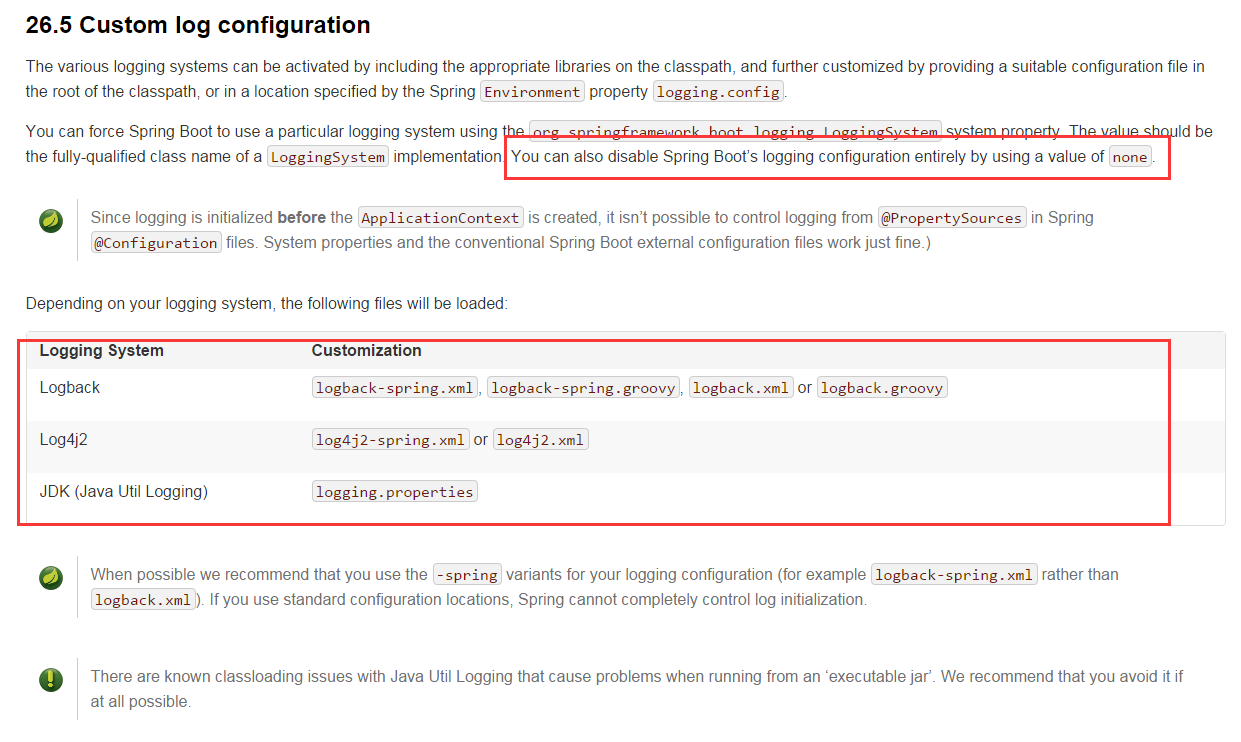 26.5 Custom log configuration
The various logging systems can be activated by including the appropriate libraries on the classpath, and further customized by providing a suitable configuration file in
the root of the classpath, or in a location specified by the Spring Environment property logging.config.
You can force Spring Boot to use a particular logging system using the org.springframework.boot.logging.LoggingSystem system property. The value should be
the fully-qualified class name of a LoggingSystem implementation. You can also disable Spring Boot’s logging configuration entirely by using a value of none.
Since logging is initialized before the ApplicationContext is created, it isn’t possible to control logging from @PropertySources in Spring
@Configuration files. System properties and the conventional Spring Boot external configuration files work just fine.)
Depending on your logging system, the following files will be loaded:
Logging System Customization
Logback logback-spring.xml, logback-spring.groovy, logback.xml or logback.groovy
Log4j2 log4j2-spring.xml or log4j2.xml
JDK (Java Util Logging) logging.properties
When possible we recommend that you use the -spring variants for your logging configuration (for example logback-spring.xml rather than
logback.xml). If you use standard configuration locations, Spring cannot completely control log initialization.
There are known classloading issues with Java Util Logging that cause problems when running from an ‘executable jar’. We recommend that you avoid it if
at all possible.